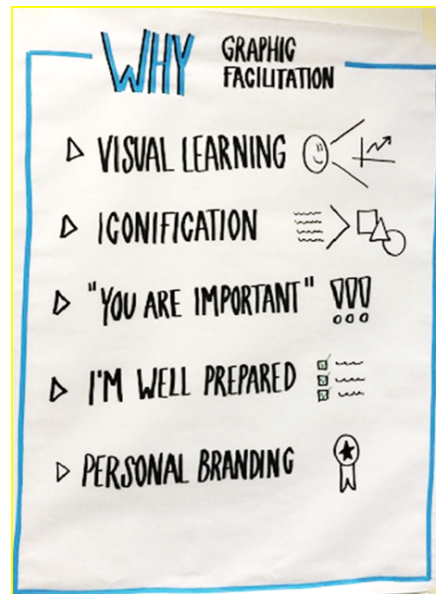 WHY GRAPHIC
FACILITATION
VISUAL LEARNING
ICONIFICATION
"YOU ARE IMPORTANT" !!!
I'M WELL PREPARED
PERSONAL BRANDING